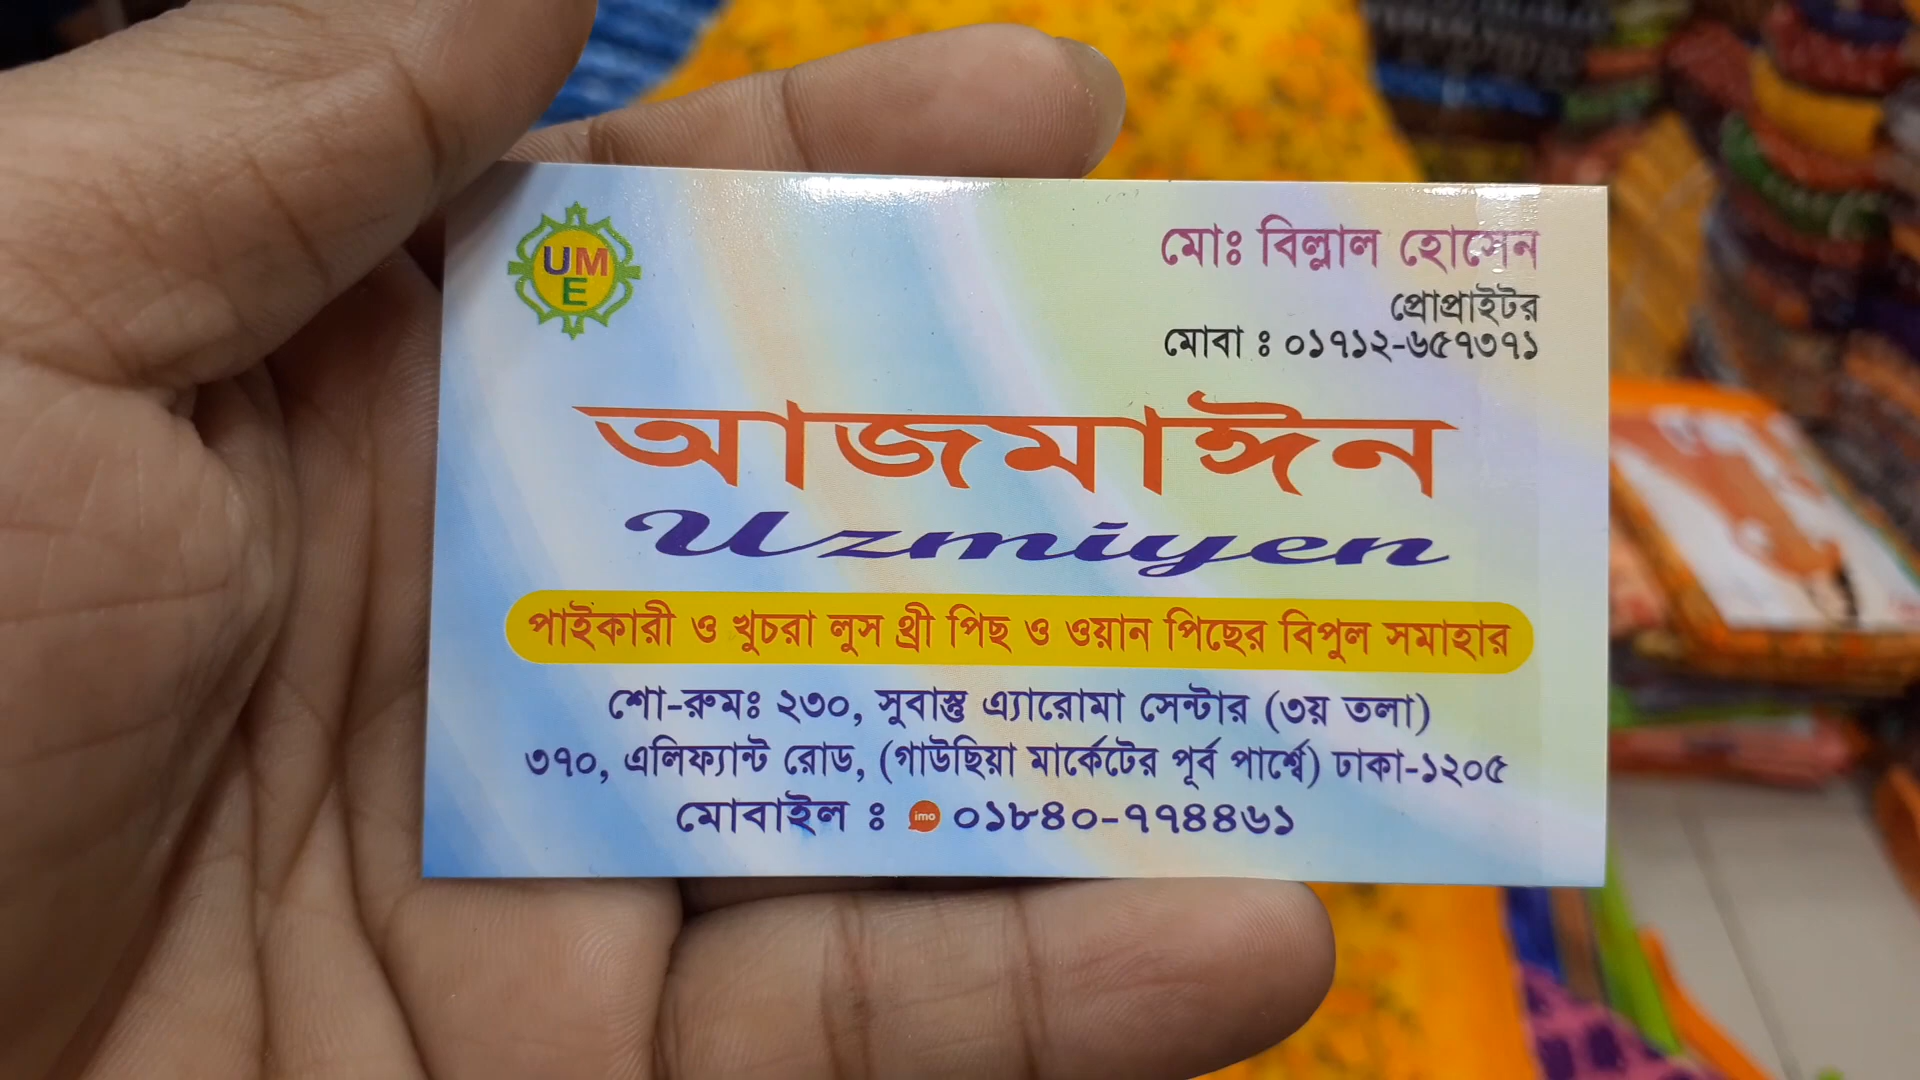 UM
E
মোঃ বিল্লাল হোসেন
প্রোপ্রাইটর
মোবা ঃ ০১৭১২-৬৫৭৩৭১
আজমাঈন
Uzmiyen
পাইকারী ও খুচরা লুস থ্রী পিছ ও ওয়ান পিছের বিপুল সমাহার
শো-রুমঃ ২৩০, সুবাস্তু এ্যারোমা সেন্টার (৩য় তলা)
৩৭০, এলিফ্যান্ট রোড, (গাউছিয়া মার্কেটের পূর্ব পার্শ্বে) ঢাকা-১২০৫
মোবাইল ঃ imo ০১৮৪০-৭৭৪৪৬১